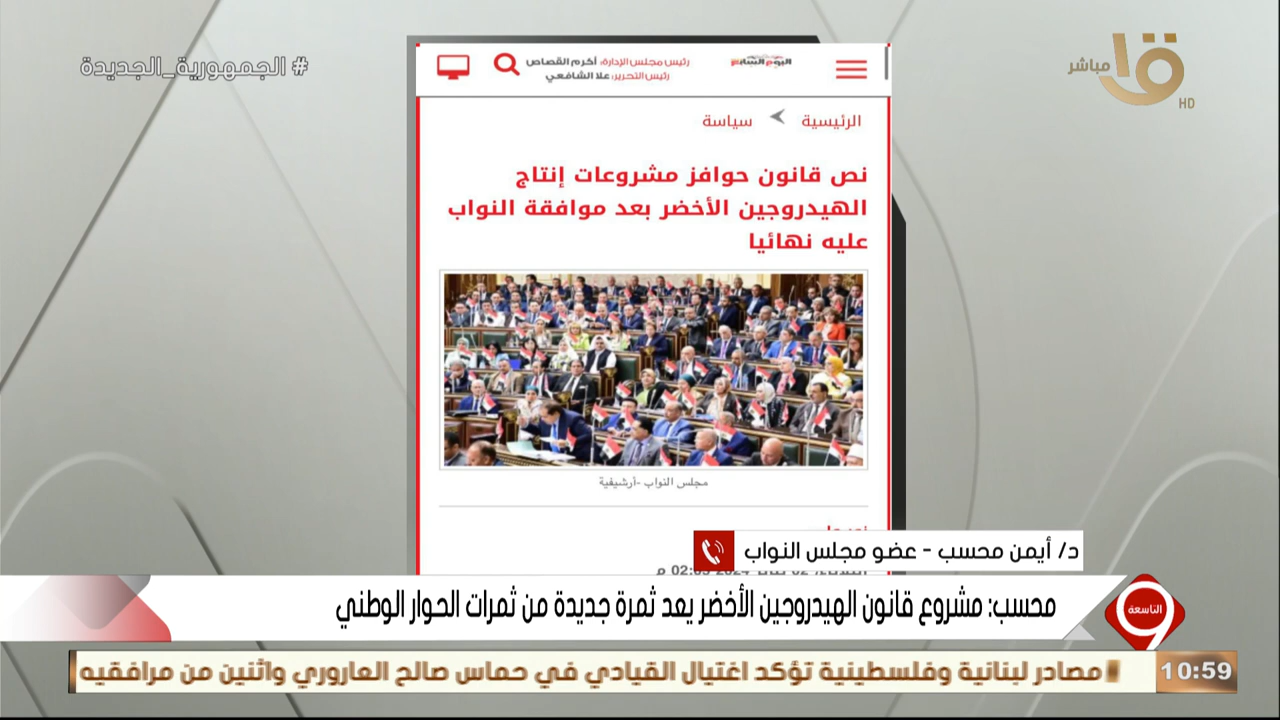 # الجمهورية_الجديدة
مباشر
HD
رئيس مجلس الإدارة: أكرم القصاص
رئيس التحرير: علا الشافعي
اليوم السابع
الرئيسية
سياسة
نص قانون حوافز مشروعات إنتاج
الهيدروجين الأخضر بعد موافقة النواب
عليه نهائيا
مجلس النواب -أرشيفية
د/ أيمن محسب - عضو مجلس النواب
محسب: مشروع قانون الهيدروجين الأخضر يعد ثمرة جديدة من ثمرات الحوار الوطني
التاسعة
9
مصادر لبنانية وفلسطينية تؤكد اغتيال القيادي في حماس صالح العاروري واثنين من مرافقيه
10:59